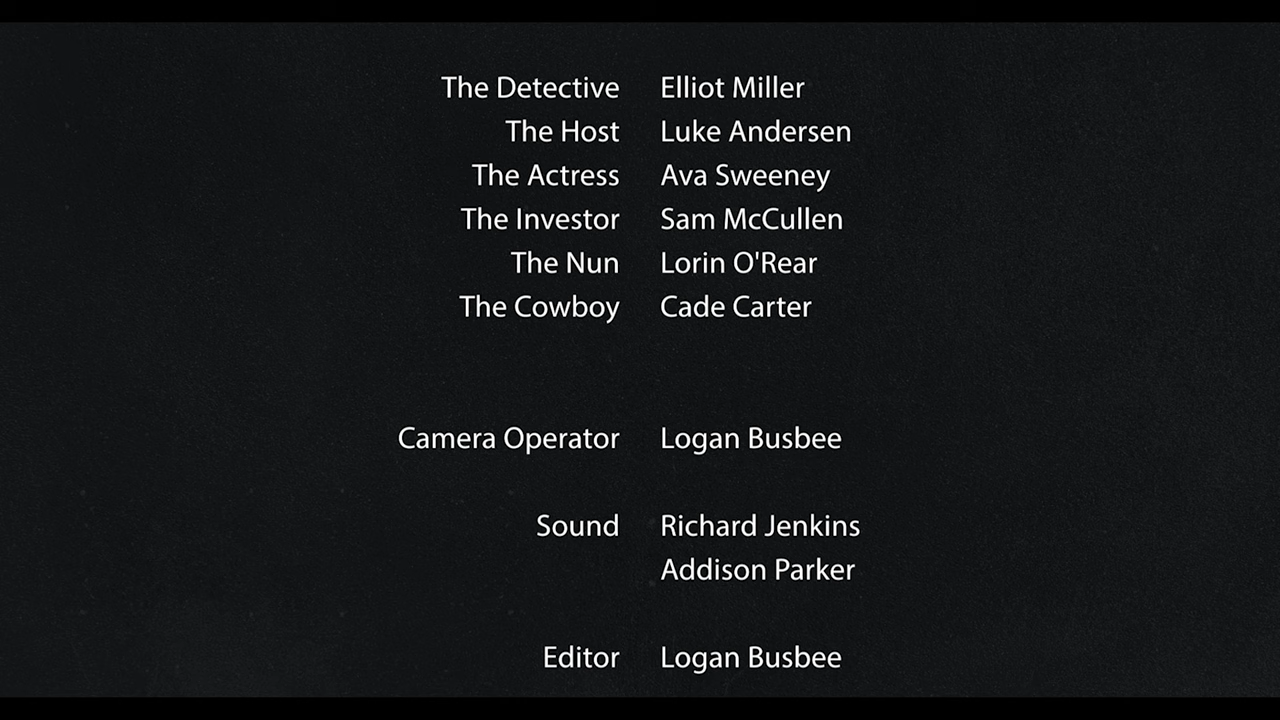 The Detective Elliot Miller
The Host Luke Andersen
The Actress Ava Sweeney
The Investor Sam McCullen
The Nun Lorin O'Rear
The Cowboy Cade Carter
Camera Operator Logan Busbee
Sound Richard Jenkins
Addison Parker
Editor Logan Busbee